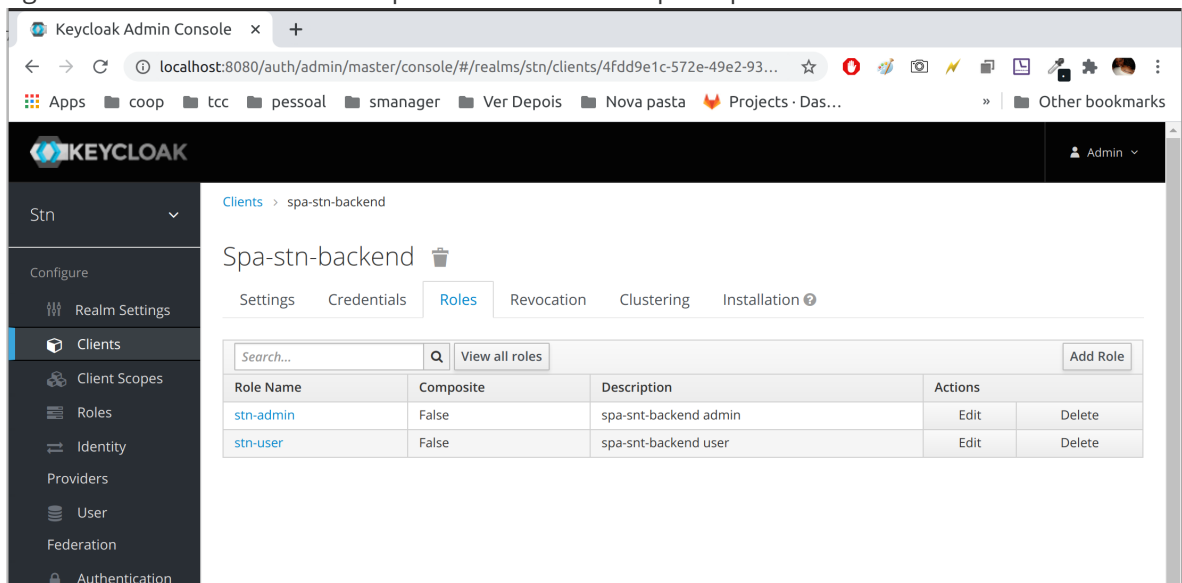 Keycloak Admin Console × +
localhost:8080/auth/admin/master/console/#/realms/stn/clients/4fdd9e1c-572e-49e2-93...
Apps coop tcc pessoal smanager Ver Depois Nova pasta Projects · Das... » Other bookmarks
KEYCLOAK Admin
Stn
Clients > spa-stn-backend
Spa-stn-backend
Configure
Settings Credentials Roles Revocation Clustering Installation
Realm Settings
Clients
Search... View all roles Add Role
Client Scopes
Role Name Composite Description Actions
Roles
stn-admin False spa-snt-backend admin Edit Delete
stn-user False spa-snt-backend user Edit Delete
Identity
Providers
User
Federation
Authentication